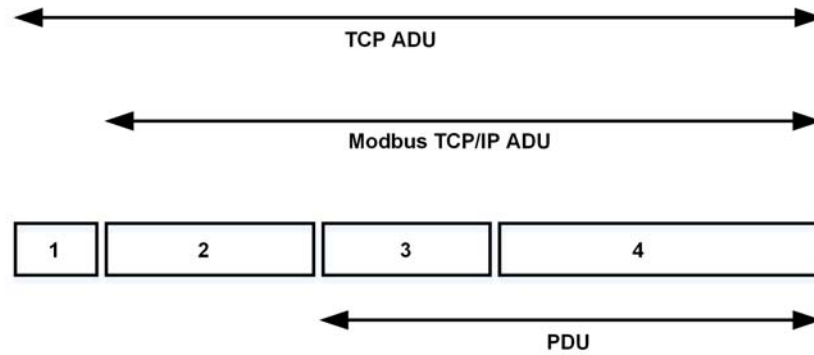 TCP ADU
Modbus TCP/IP ADU
1 2 3 4
PDU